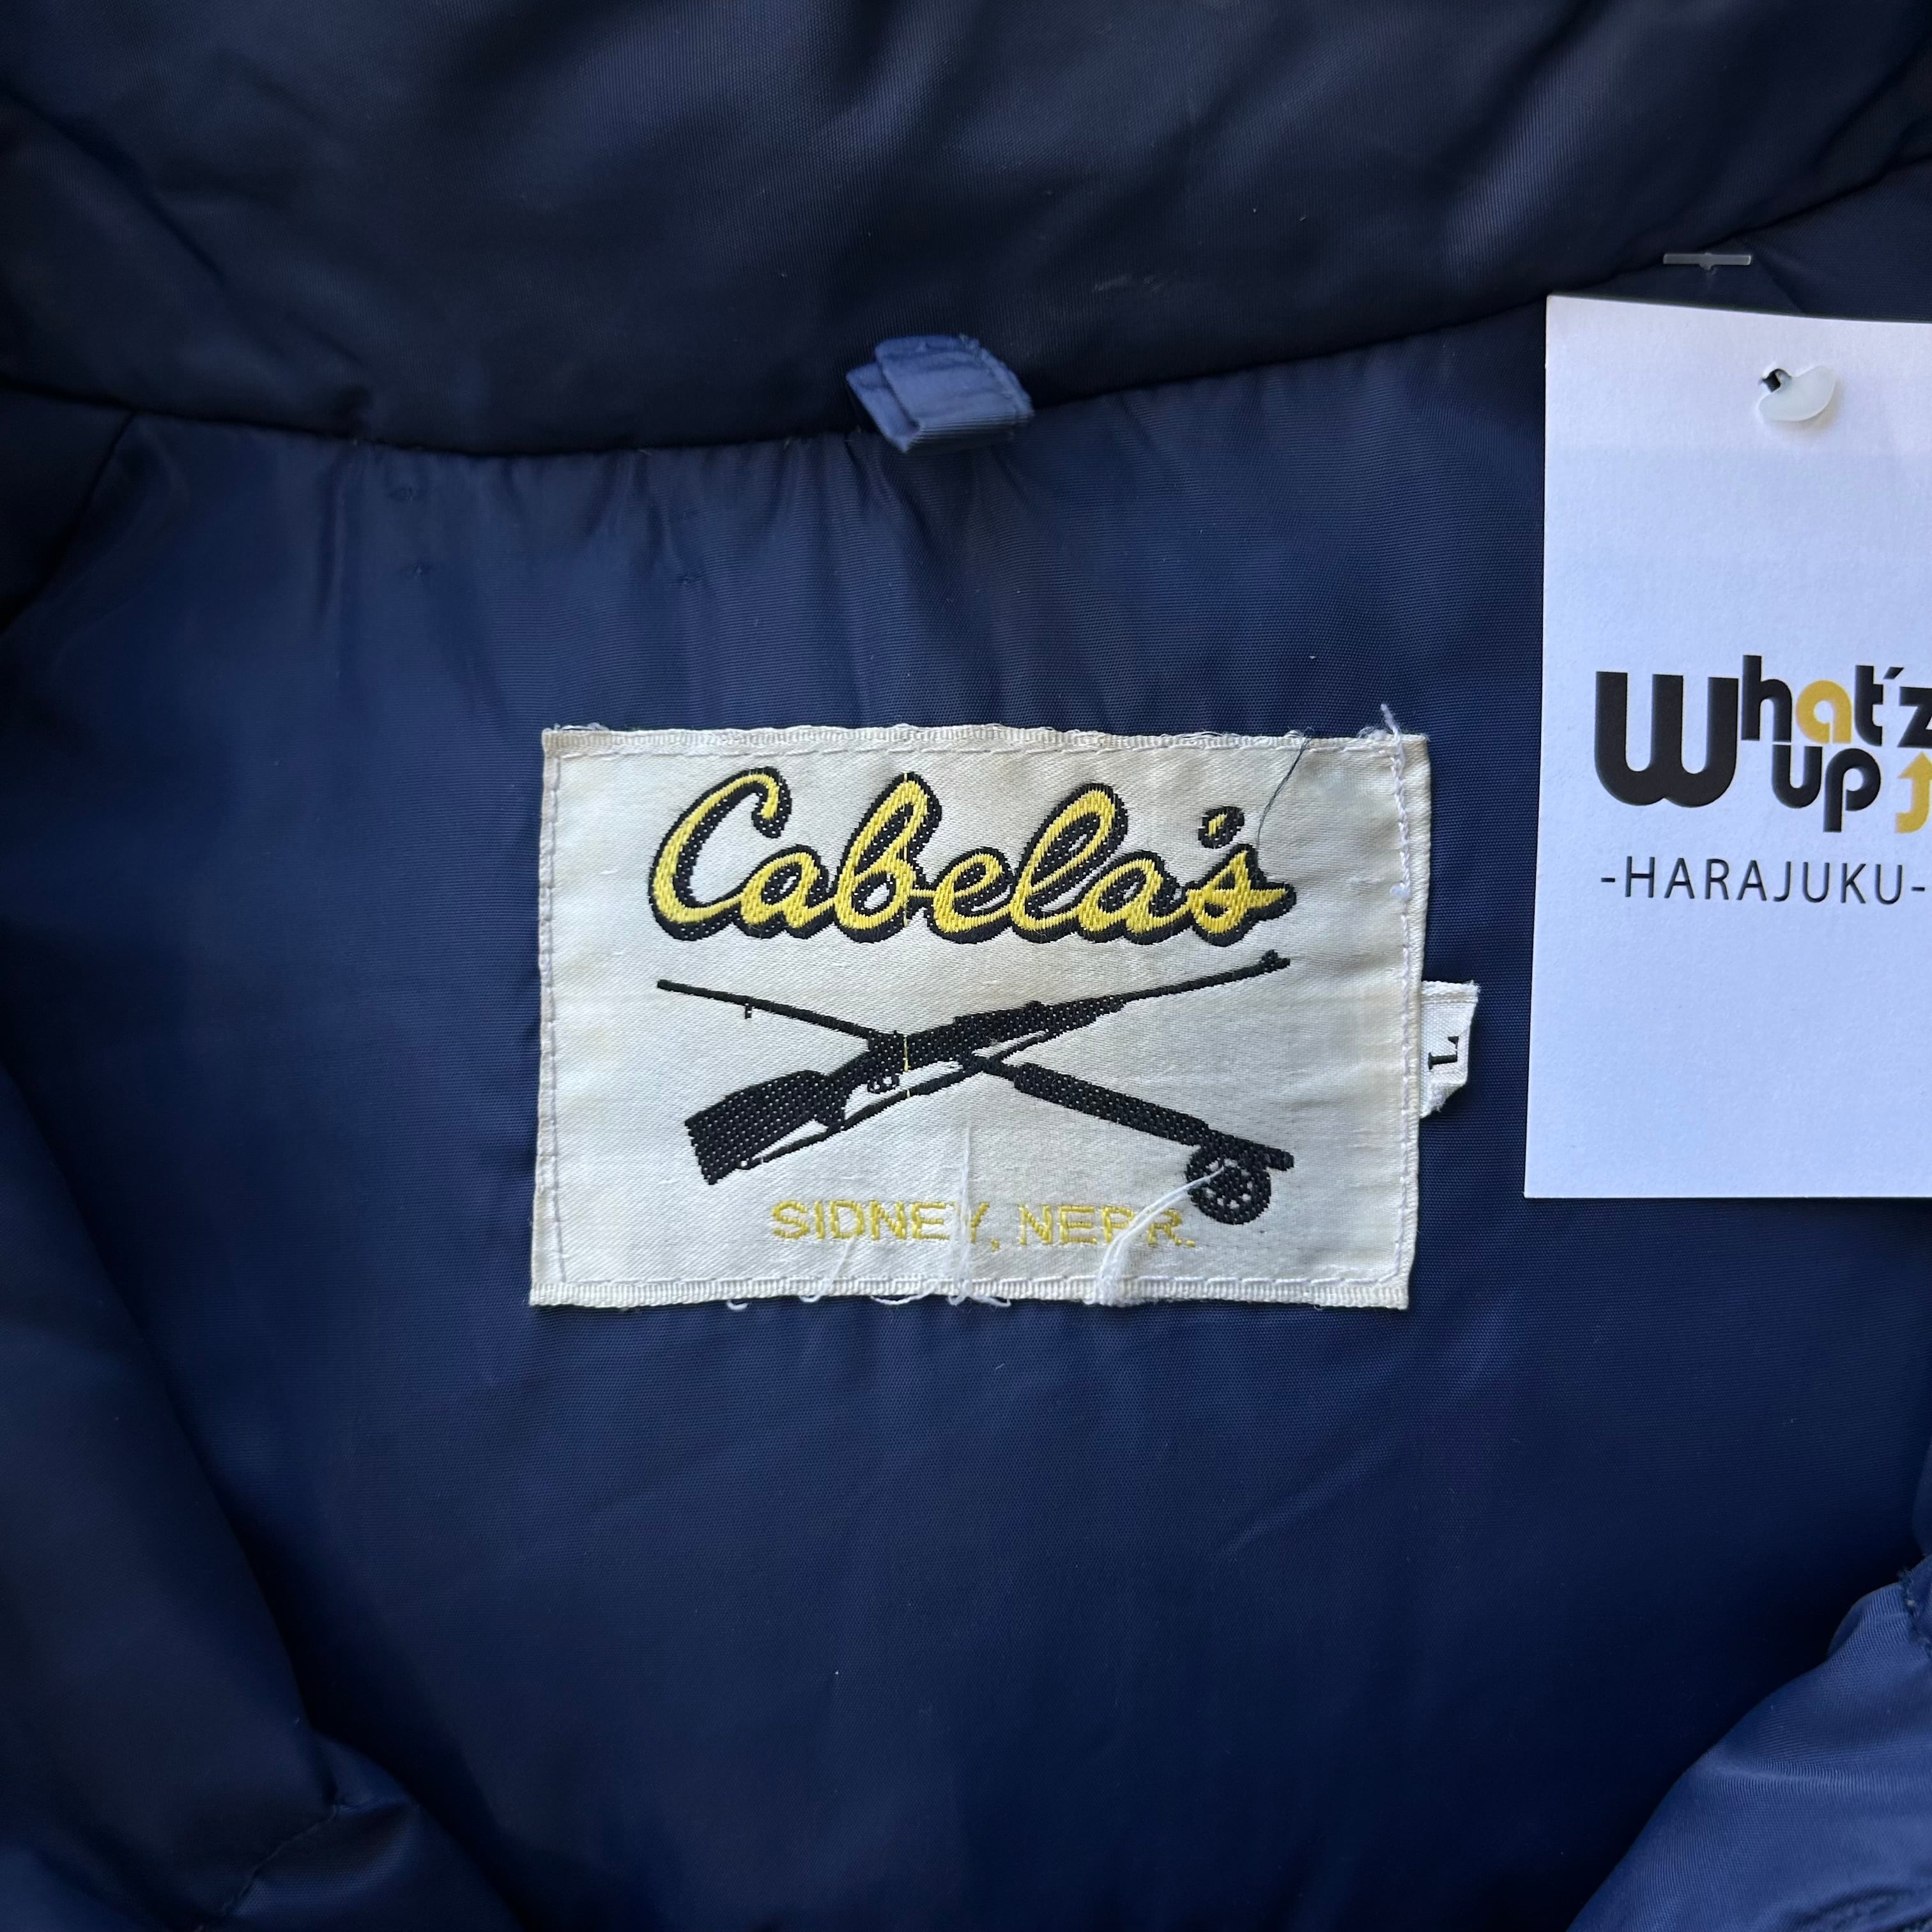 Cabela's
SIDNEY, NEBR.
L
What'z
up
-HARAJUKU-